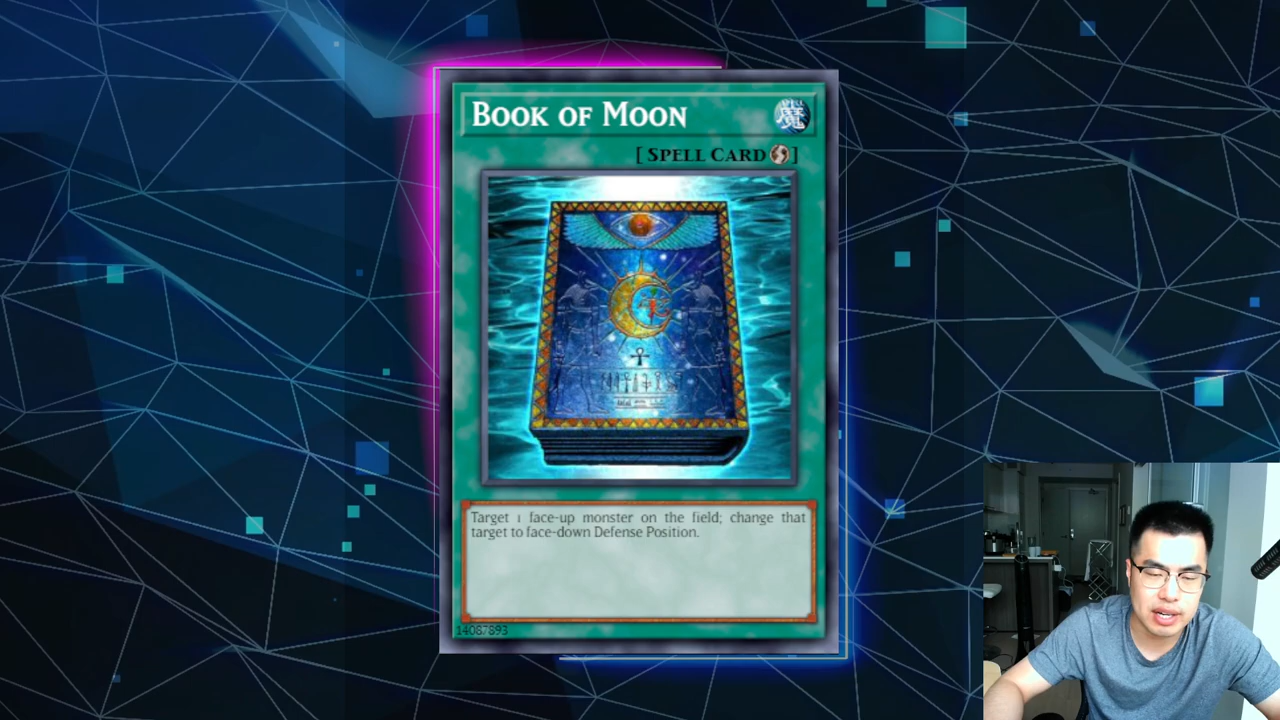 Book of Moon
魔
[ Spell Card ]
Target 1 face-up monster on the field; change that
target to face-down Defense Position.
14087893